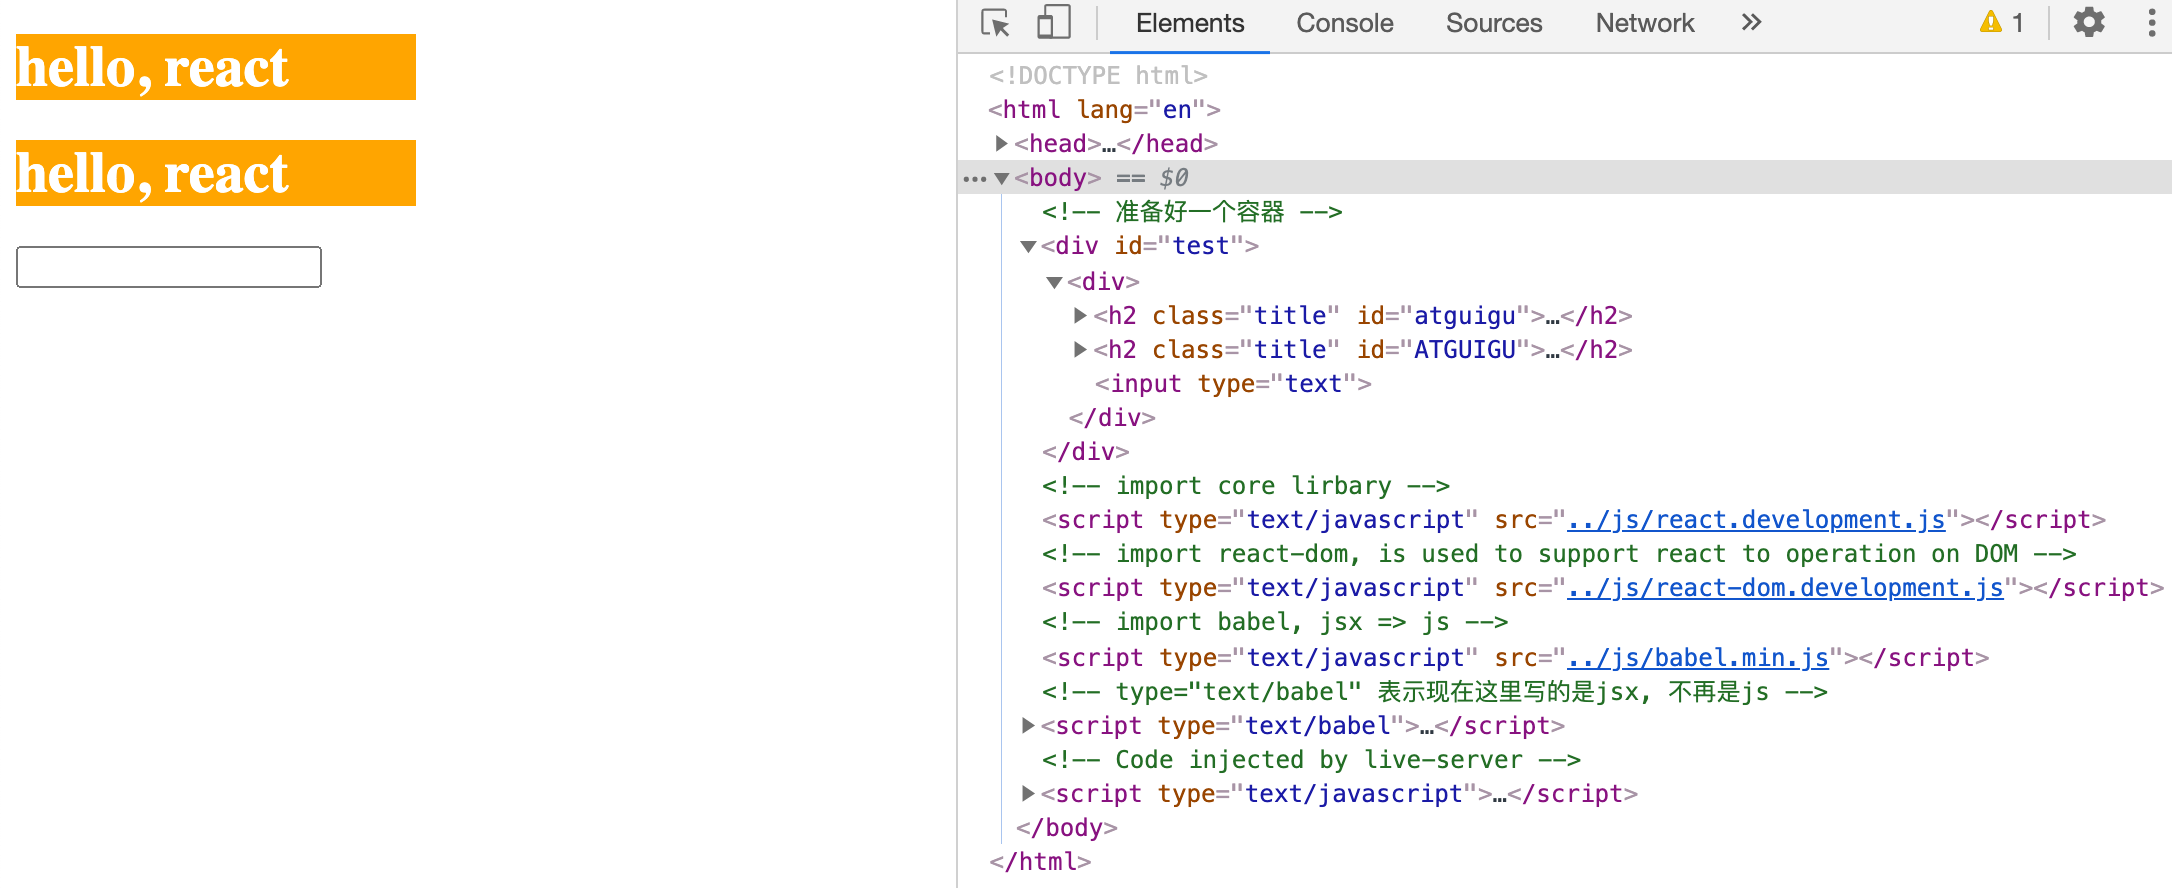 hello, react
hello, react
Elements Console Sources Network » 1
<!DOCTYPE html>
<html lang="en">
<head>…</head>
<body> == $0
<!-- 准备好一个容器 -->
<div id="test">
<div>
<h2 class="title" id="atguigu">…</h2>
<h2 class="title" id="ATGUIGU">…</h2>
<input type="text">
</div>
</div>
<!-- import core lirbary -->
<script type="text/javascript" src="../js/react.development.js"></script>
<!-- import react-dom, is used to support react to operation on DOM -->
<script type="text/javascript" src="../js/react-dom.development.js"></script>
<!-- import babel, jsx => js -->
<script type="text/javascript" src="../js/babel.min.js"></script>
<!-- type="text/babel" 表示现在这里写的是jsx, 不再是js -->
<script type="text/babel">…</script>
<!-- Code injected by live-server -->
<script type="text/javascript">…</script>
</body>
</html>